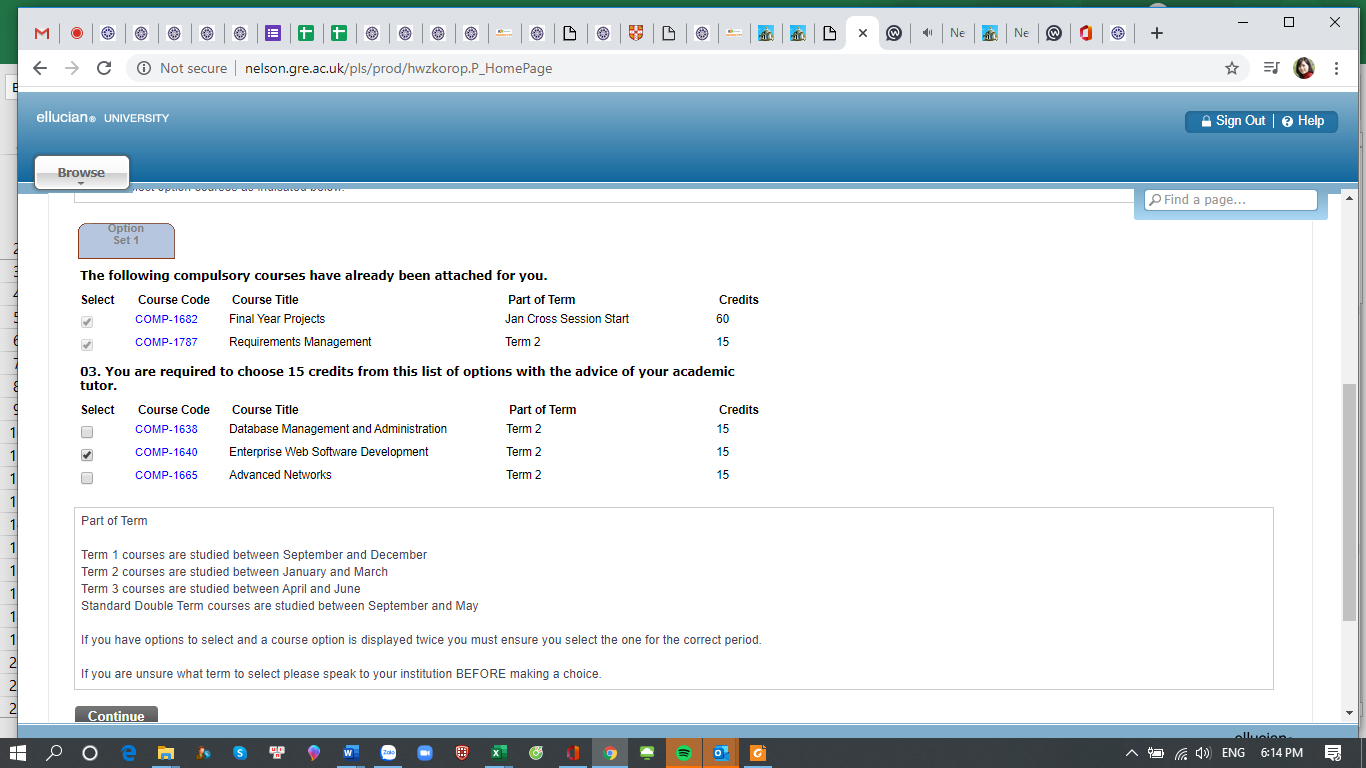 Ne
Ne
Not secure
nelson.gre.ac.uk/pls/prod/hwzkorop.P_HomePage
ellucian® UNIVERSITY
Sign Out | Help
Browse
option courses as indicated below.
Find a page...
Option
Set 1
The following compulsory courses have already been attached for you.
Select Course Code Course Title Part of Term Credits
COMP-1682 Final Year Projects Jan Cross Session Start 60
COMP-1787 Requirements Management Term 2 15
03. You are required to choose 15 credits from this list of options with the advice of your academic
tutor.
Select Course Code Course Title Part of Term Credits
COMP-1638 Database Management and Administration Term 2 15
COMP-1640 Enterprise Web Software Development Term 2 15
COMP-1665 Advanced Networks Term 2 15
Part of Term
Term 1 courses are studied between September and December
Term 2 courses are studied between January and March
Term 3 courses are studied between April and June
Standard Double Term courses are studied between September and May
If you have options to select and a course option is displayed twice you must ensure you select the one for the correct period.
If you are unsure what term to select please speak to your institution BEFORE making a choice.
Continue
ENG 6:14 PM